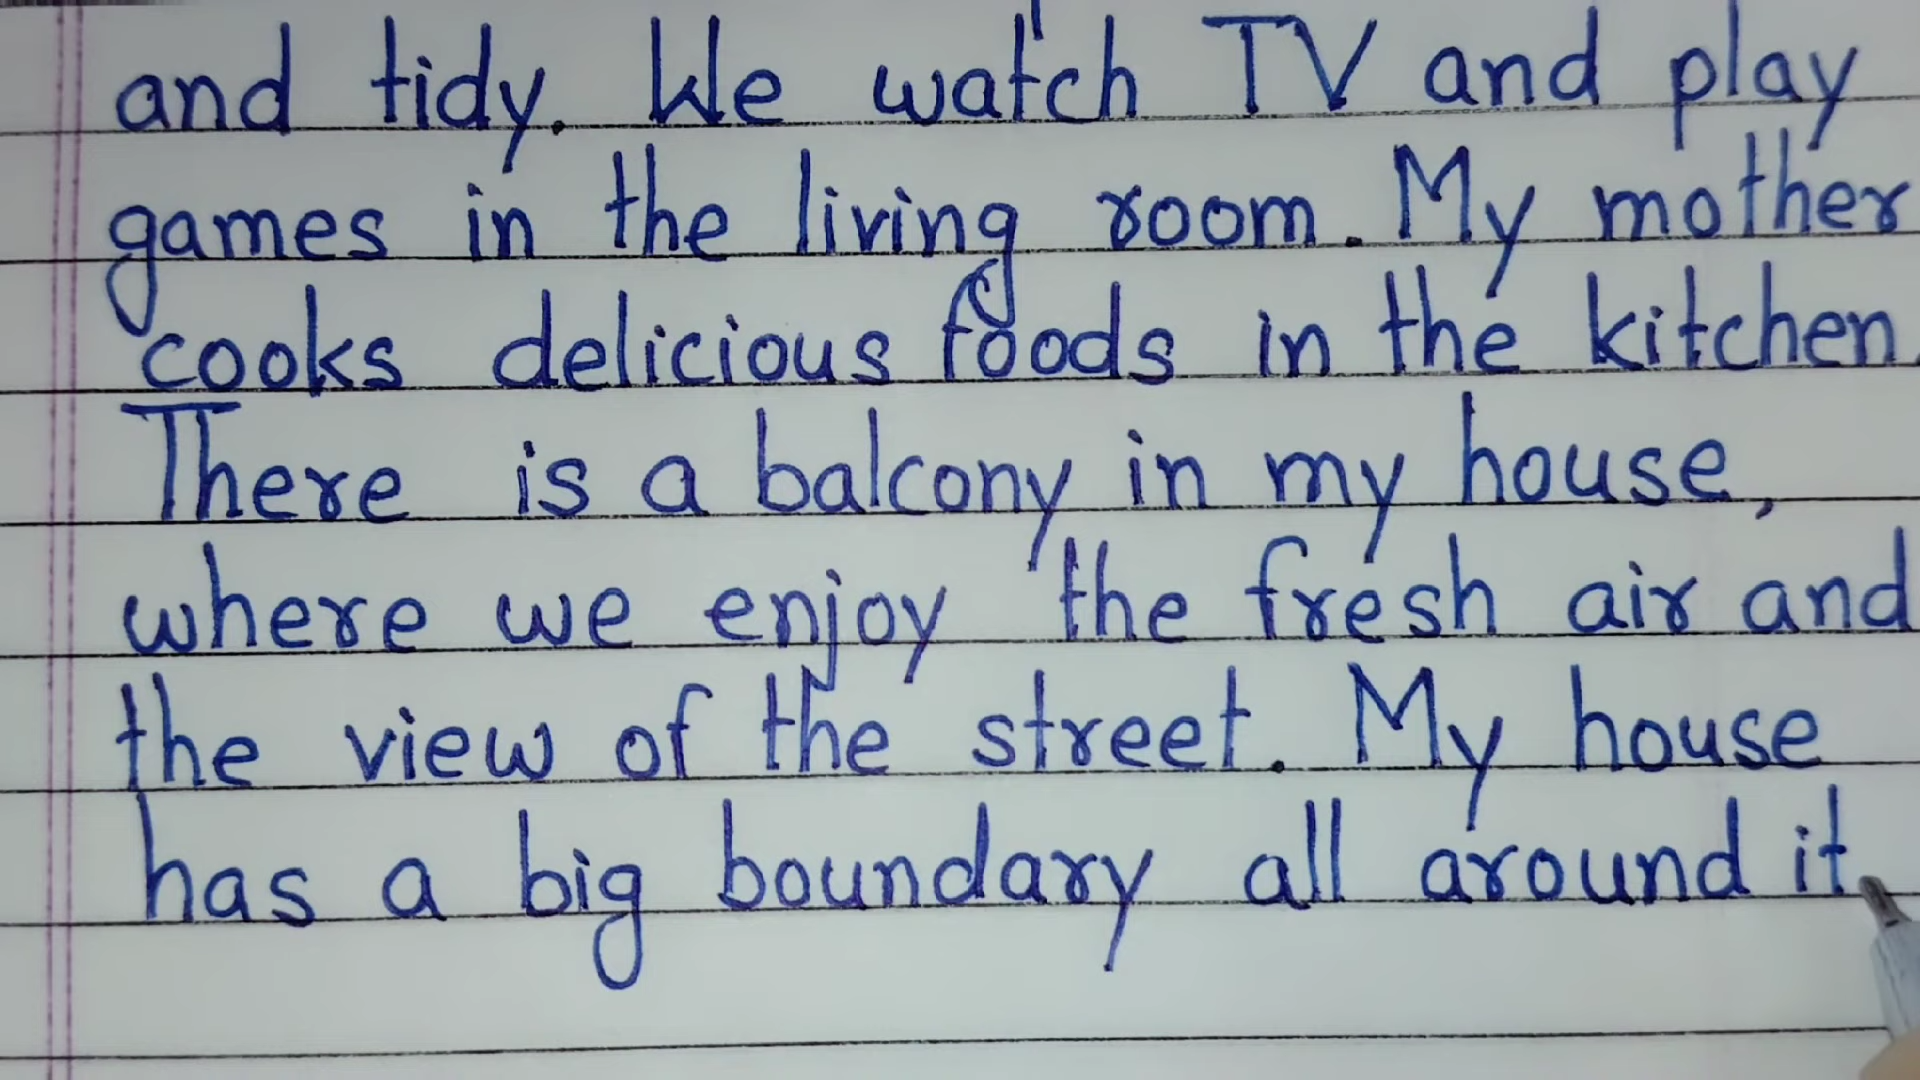 and tidy. We watch TV and play
games in the living room. My mother
cooks delicious foods in the kitchen.
There is a balcony in my house,
where we enjoy the fresh air and
the view of the street. My house
has a big boundary all around it.